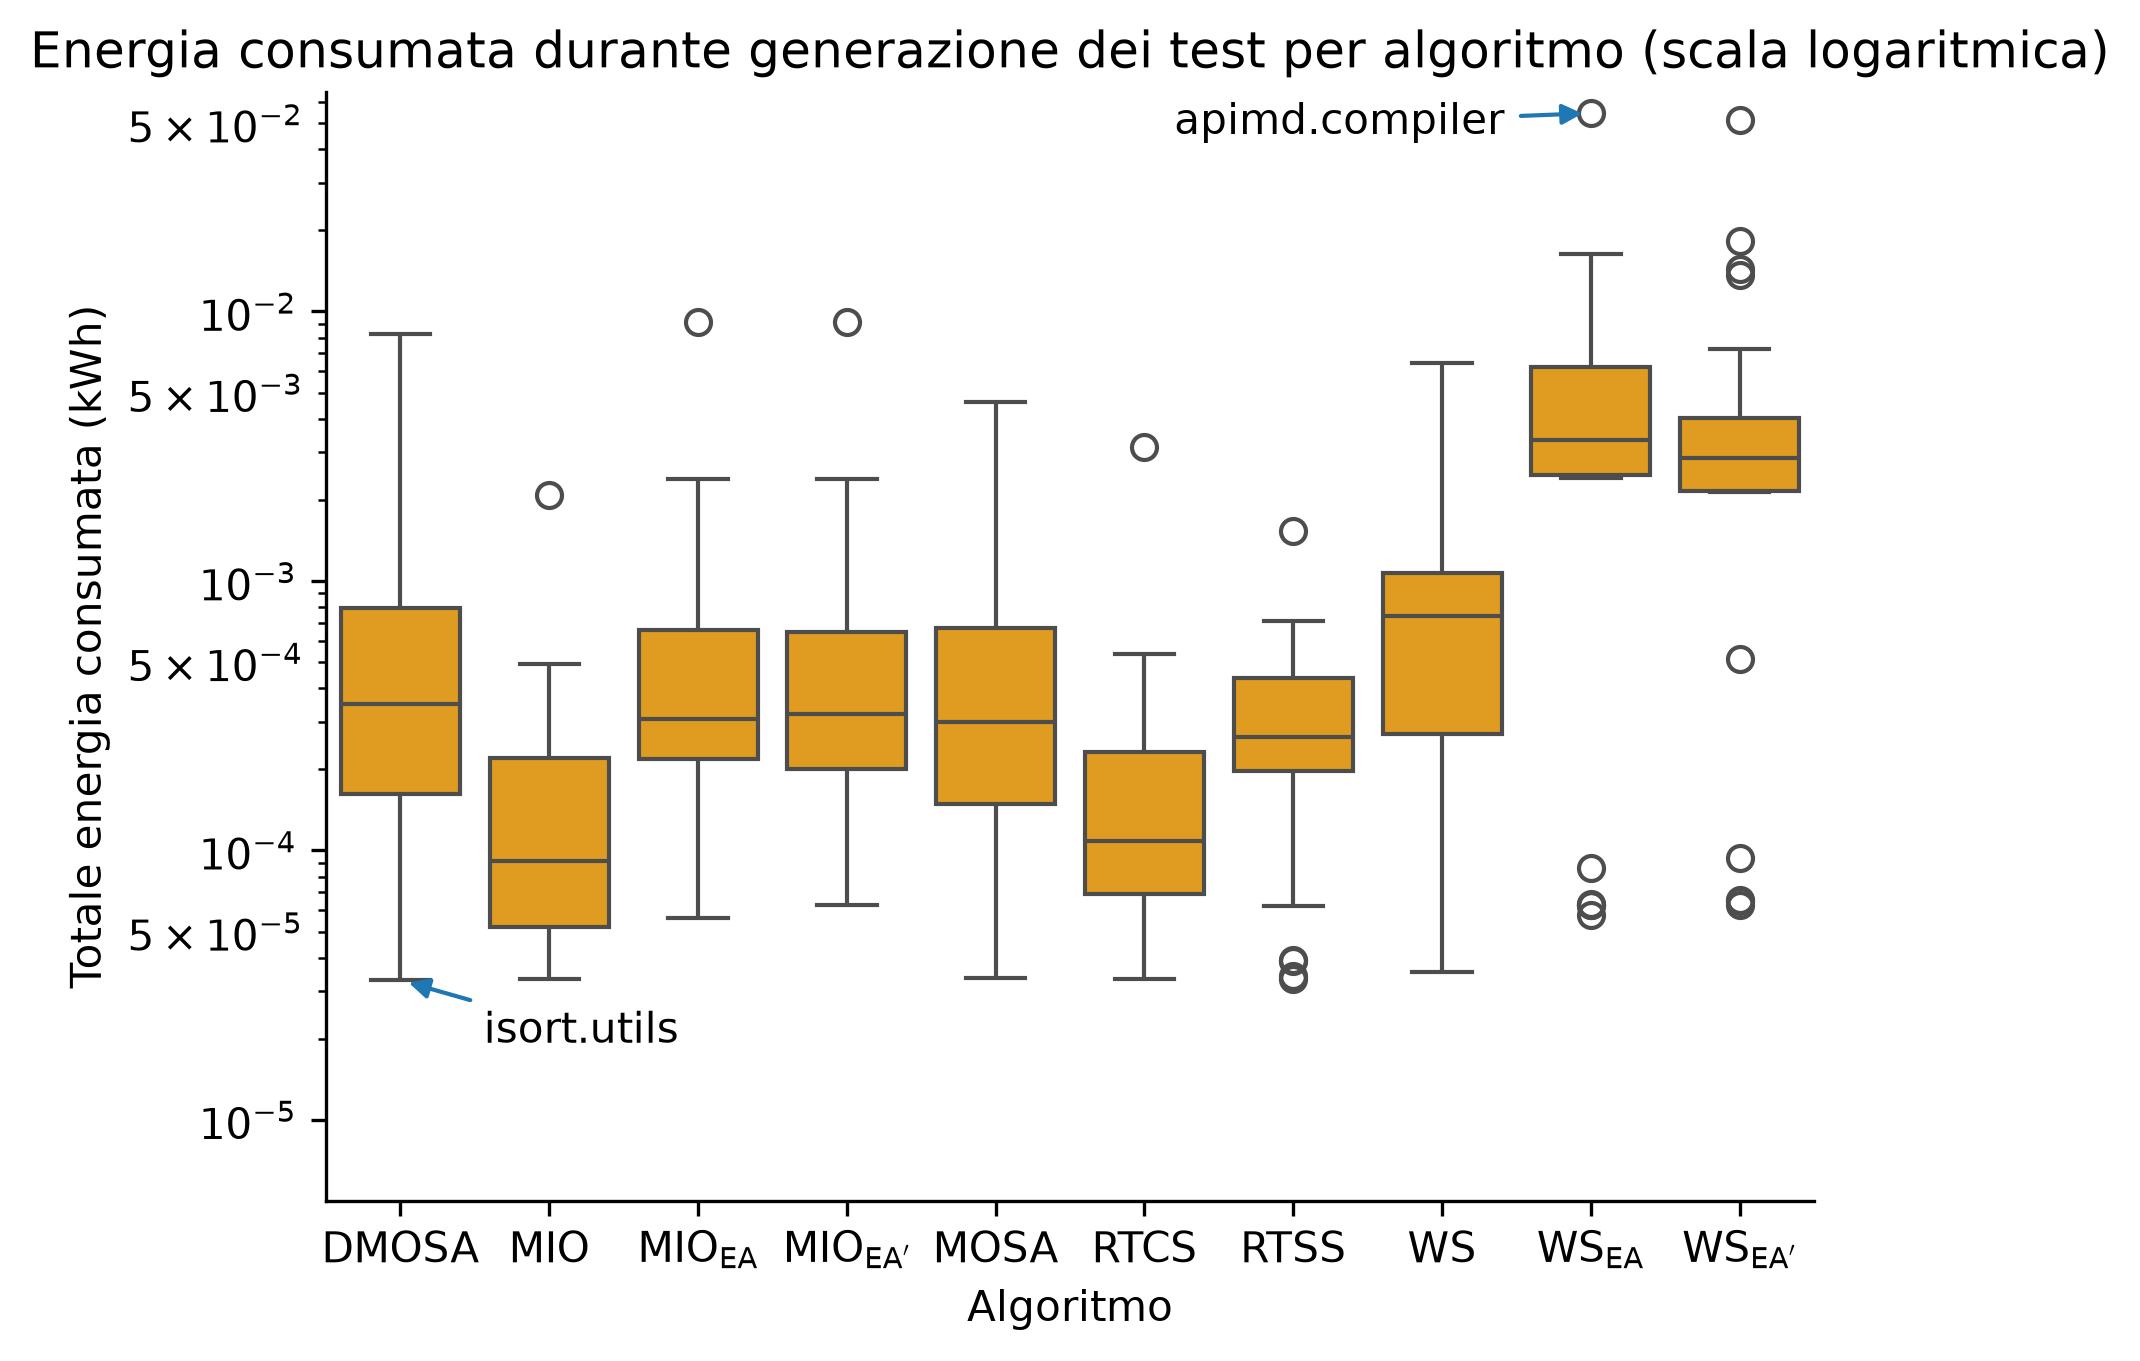 Energia consumata durante generazione dei test per algoritmo (scala logaritmica)
apimd.compiler
isort.utils
Totale energia consumata (kWh)
5 × 10⁻²
10⁻²
5 × 10⁻³
10⁻³
5 × 10⁻⁴
10⁻⁴
5 × 10⁻⁵
10⁻⁵
DMOSA MIO MIO_EA MIO_EA′ MOSA RTCS RTSS WS WS_EA WS_EA′
Algoritmo